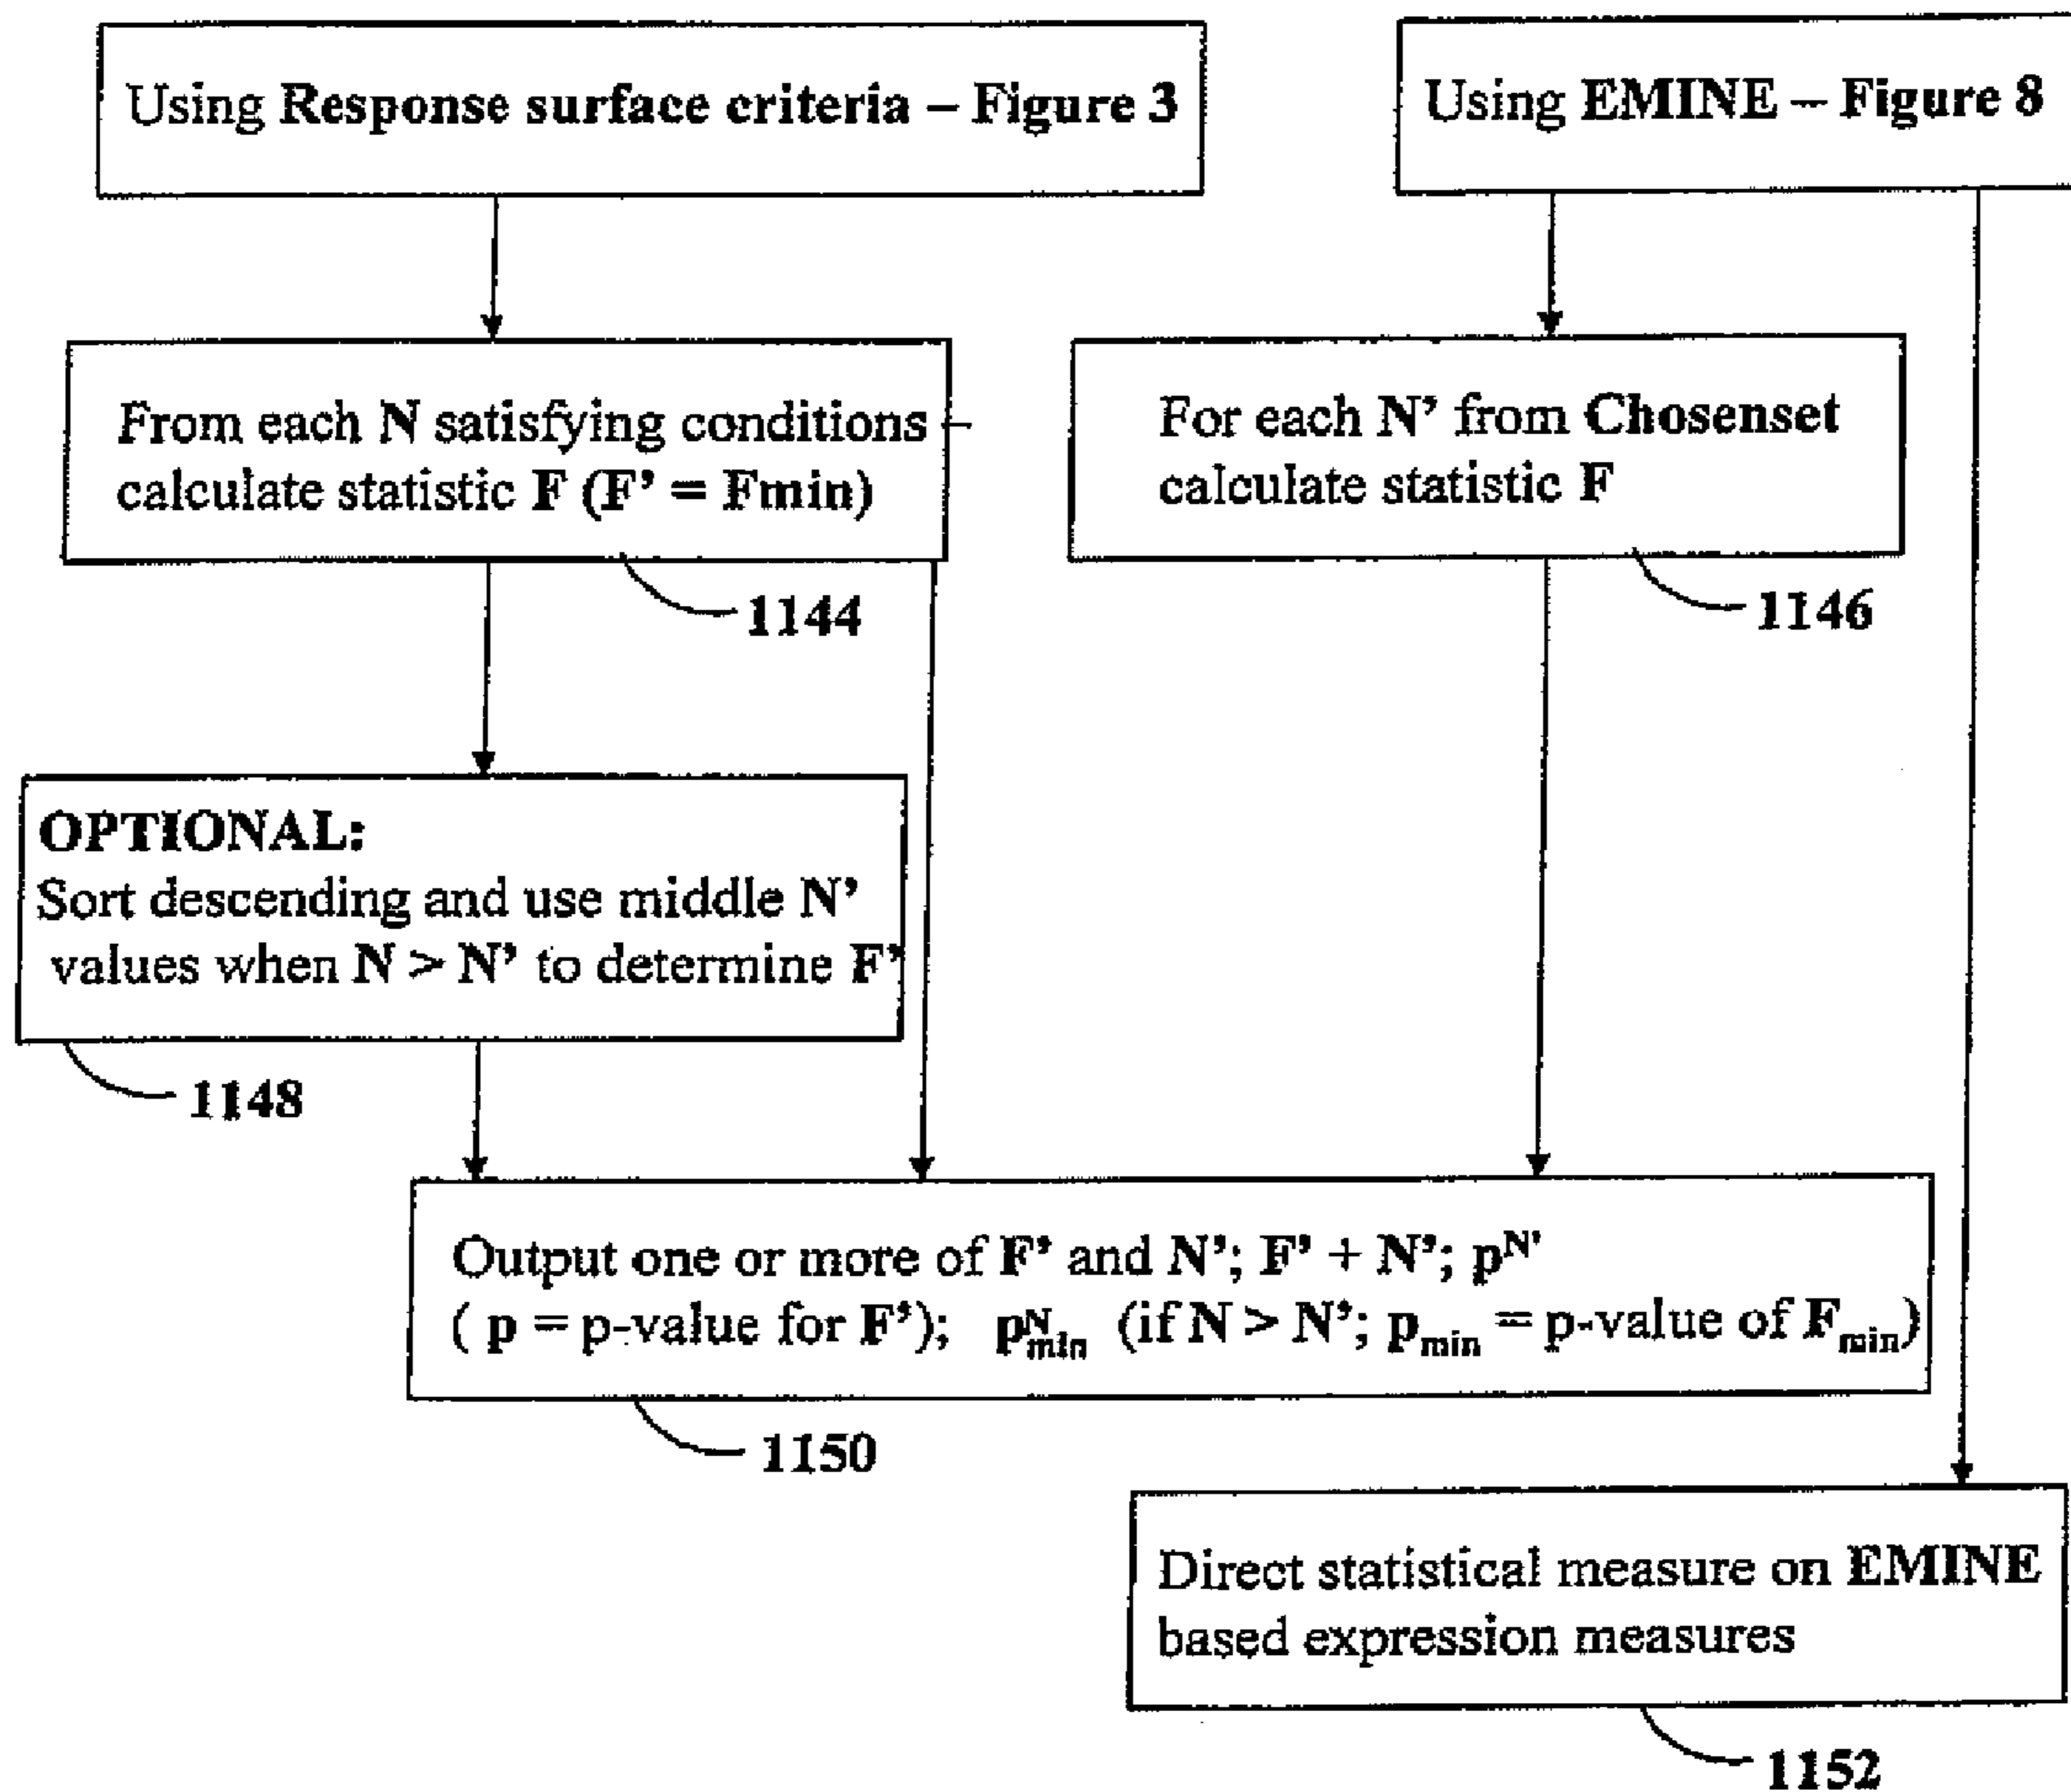 Using Response surface criteria – Figure 3
Using EMINE – Figure 8
From each N satisfying conditions
calculate statistic F (F' = Fmin)
1144
For each N' from Chosenset
calculate statistic F
1146
OPTIONAL:
Sort descending and use middle N'
values when N > N' to determine F'
1148
Output one or more of F' and N'; F' + N'; p^N'
( p = p-value for F'); p_min^N (if N > N'; p_min = p-value of F_min)
1150
Direct statistical measure on EMINE
based expression measures
1152